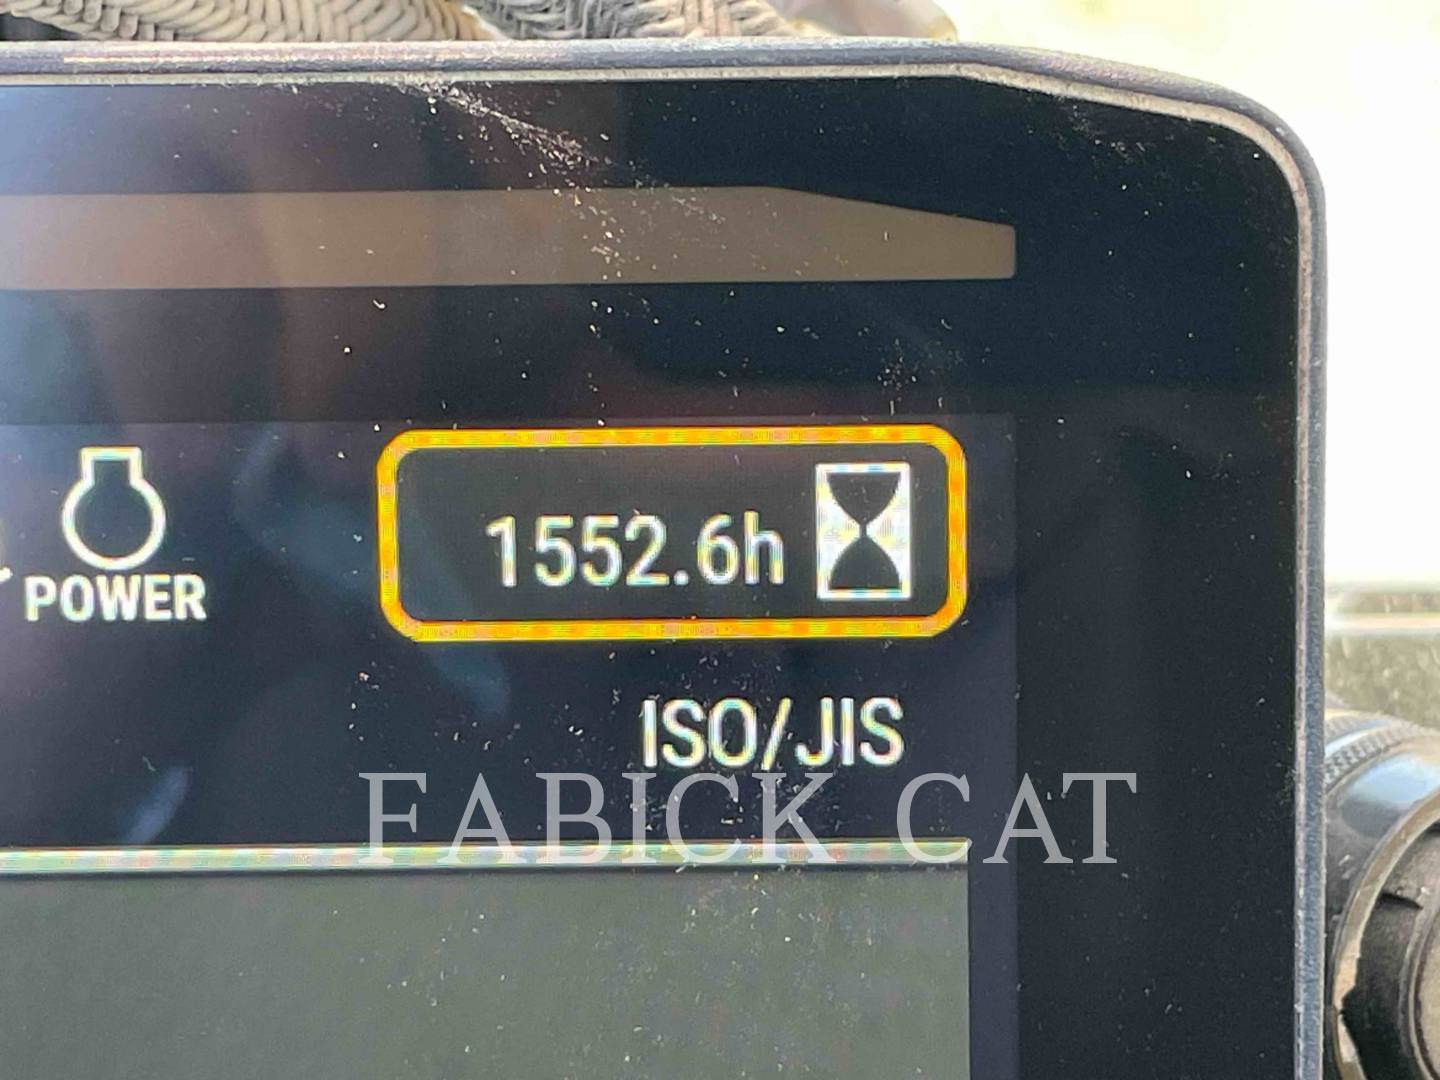 1552.6h
POWER
ISO/JIS
FABICK CAT